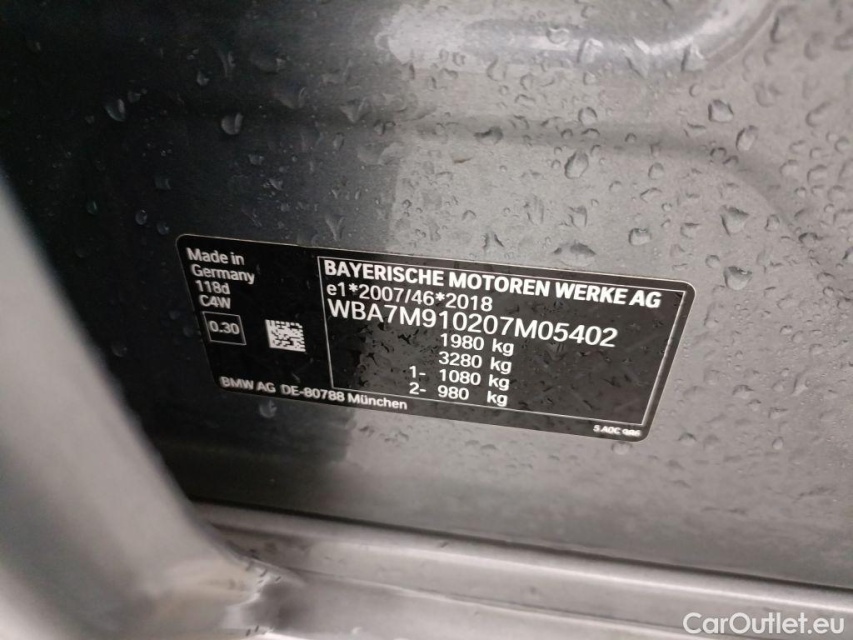 Made in
Germany
118d
C4W
0.30
BMW AG DE-80788 München
BAYERISCHE MOTOREN WERKE AG
e1*2007/46*2018
WBA7M910207M05402
1980 kg
3280 kg
1- 1080 kg
2- 980 kg
CarOutlet.eu